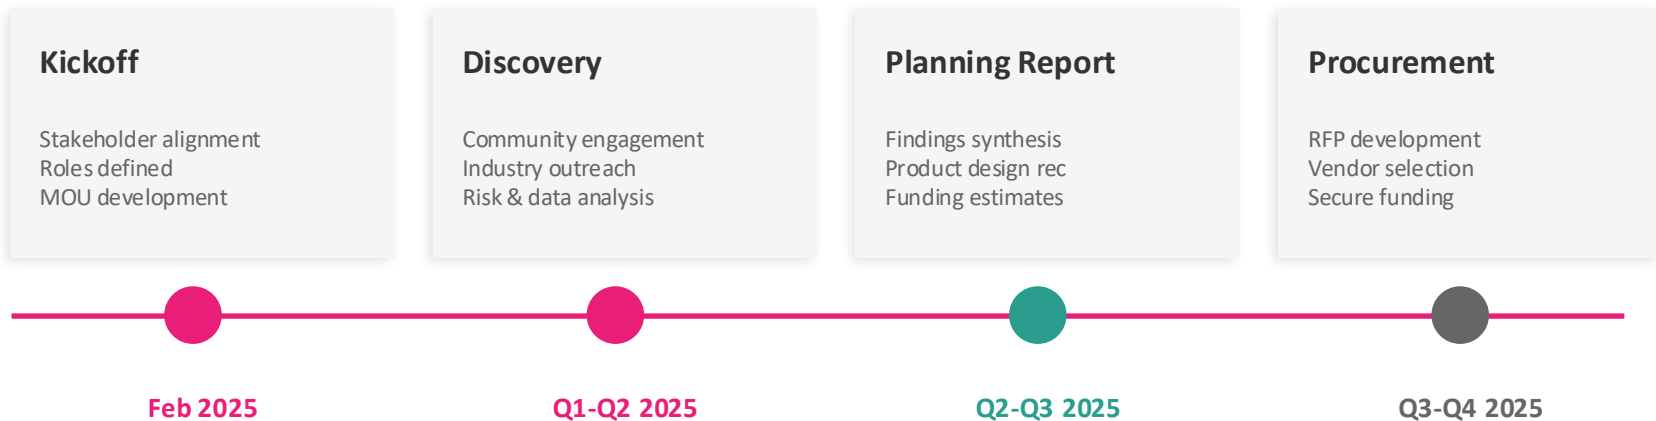 Kickoff
Stakeholder alignment
Roles defined
MOU development
Discovery
Community engagement
Industry outreach
Risk & data analysis
Planning Report
Findings synthesis
Product design rec
Funding estimates
Procurement
RFP development
Vendor selection
Secure funding
Feb 2025
Q1-Q2 2025
Q2-Q3 2025
Q3-Q4 2025